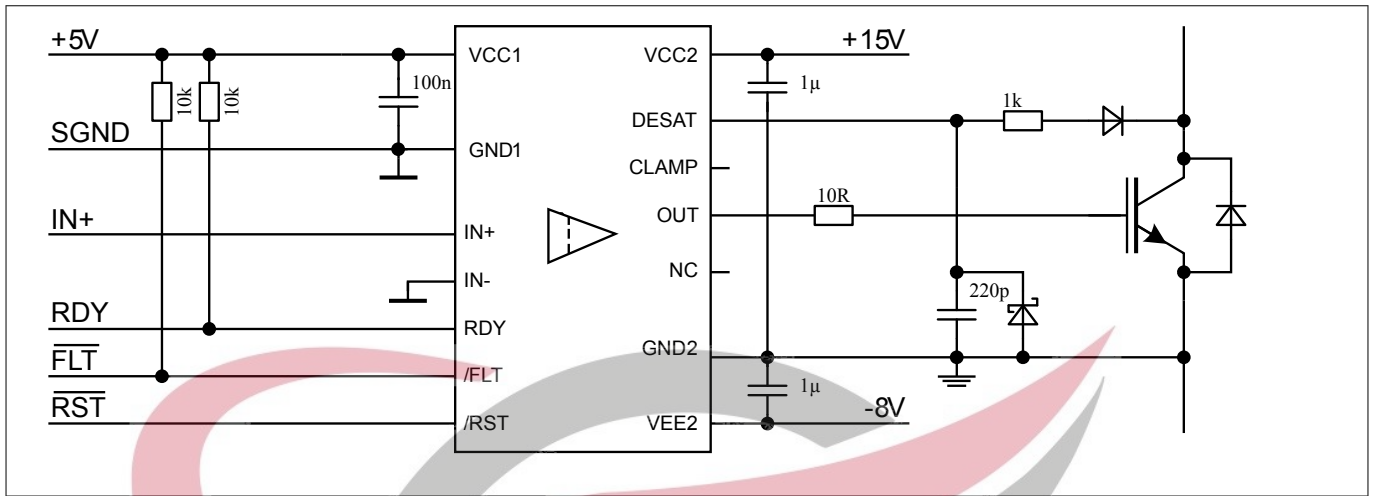 +5V
SGND
IN+
RDY
FLT
RST
10k
10k
100n
VCC1
GND1
IN+
IN-
RDY
/FLT
/RST
VCC2
DESAT
CLAMP
OUT
NC
GND2
VEE2
+15V
1µ
1k
10R
220p
1µ
-8V